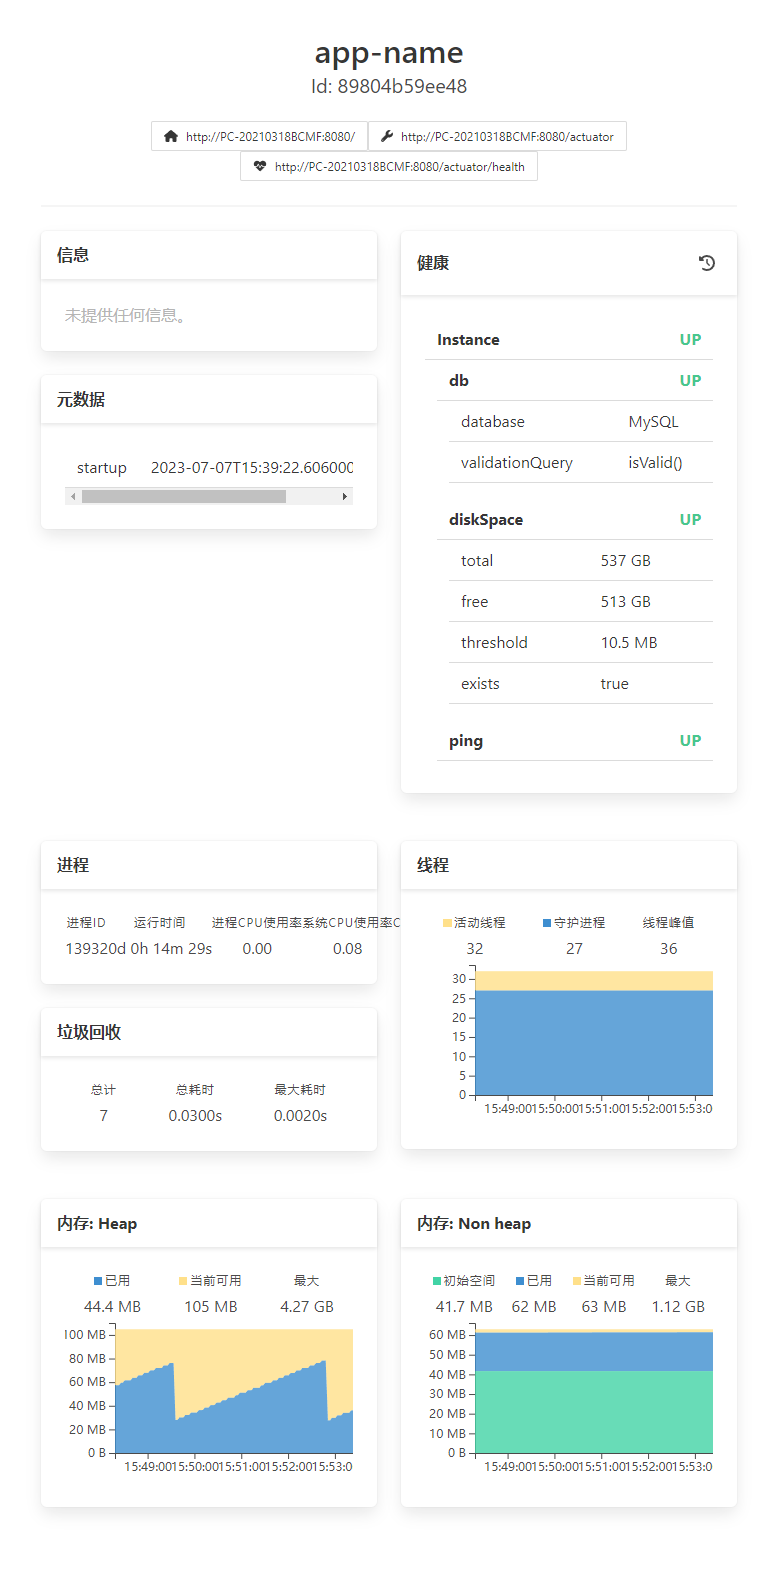 app-name
Id: 89804b59ee48
http://PC-20210318BCMF:8080/
http://PC-20210318BCMF:8080/actuator
http://PC-20210318BCMF:8080/actuator/health
信息
未提供任何信息。
元数据
startup 2023-07-07T15:39:22.606000
健康
Instance UP
db UP
database MySQL
validationQuery isValid()
diskSpace UP
total 537 GB
free 513 GB
threshold 10.5 MB
exists true
ping UP
进程
进程ID 运行时间 进程CPU使用率 系统CPU使用率 C
139320 d 0h 14m 29s 0.00 0.08
垃圾回收
总计 总耗时 最大耗时
7 0.0300s 0.0020s
线程
活动线程 守护进程 线程峰值
32 27 36
30
25
20
15
10
5
0
15:49:00 15:50:00 15:51:00 15:52:00 15:53:0
内存: Heap
已用 当前可用 最大
44.4 MB 105 MB 4.27 GB
100 MB
80 MB
60 MB
40 MB
20 MB
0 B
15:49:00 15:50:00 15:51:00 15:52:00 15:53:0
内存: Non heap
初始空间 已用 当前可用 最大
41.7 MB 62 MB 63 MB 1.12 GB
60 MB
50 MB
40 MB
30 MB
20 MB
10 MB
0 B
15:49:00 15:50:00 15:51:00 15:52:00 15:53:0